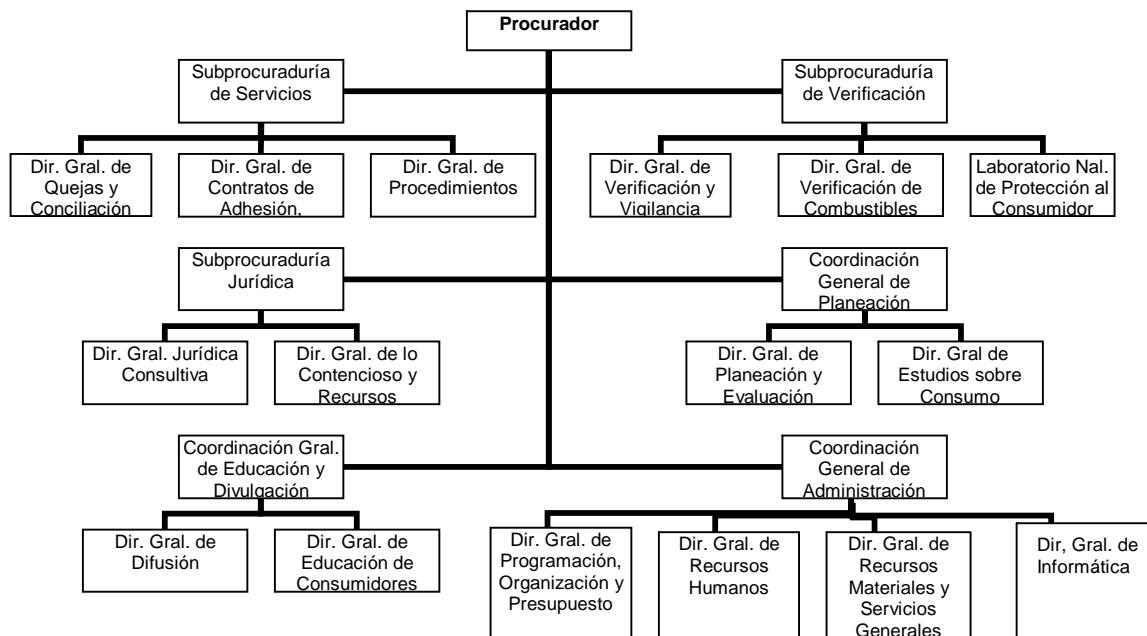 Procurador
Subprocuraduría
de Servicios
Subprocuraduría
de Verificación
Dir. Gral. de
Quejas y
Conciliación
Dir. Gral. de
Contratos de
Adhesión,
Dir. Gral. de
Procedimientos
Dir. Gral. de
Verificación y
Vigilancia
Dir. Gral. de
Verificación de
Combustibles
Laboratorio Nal.
de Protección al
Consumidor
Subprocuraduría
Jurídica
Coordinación
General de
Planeación
Dir. Gral. Jurídica
Consultiva
Dir. Gral. de lo
Contencioso y
Recursos
Dir. Gral. de
Planeación y
Evaluación
Dir. Gral de
Estudios sobre
Consumo
Coordinación Gral.
de Educación y
Divulgación
Coordinación
General de
Administración
Dir. Gral. de
Difusión
Dir. Gral. de
Educación de
Consumidores
Dir. Gral. de
Programación,
Organización y
Presupuesto
Dir. Gral. de
Recursos
Humanos
Dir. Gral. de
Recursos
Materiales y
Servicios
Generales
Dir, Gral. de
Informática